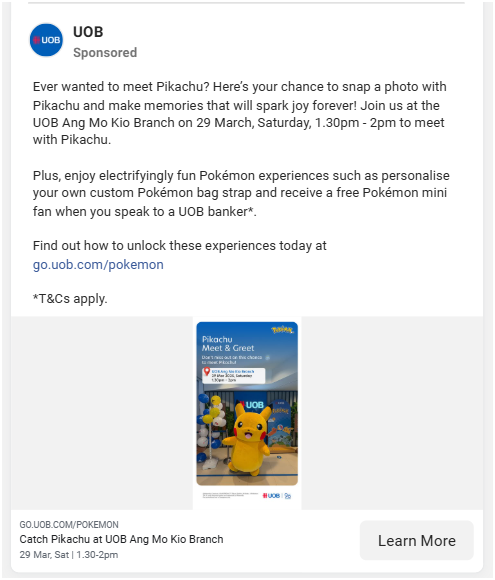 UOB
UOB
Sponsored
Ever wanted to meet Pikachu? Here's your chance to snap a photo with
Pikachu and make memories that will spark joy forever! Join us at the
UOB Ang Mo Kio Branch on 29 March, Saturday, 1.30pm - 2pm to meet
with Pikachu.
Plus, enjoy electrifyingly fun Pokémon experiences such as personalise
your own custom Pokémon bag strap and receive a free Pokémon mini
fan when you speak to a UOB banker*.
Find out how to unlock these experiences today at
go.uob.com/pokemon
*T&Cs apply.
Pokémon
Pikachu
Meet & Greet
Don't miss out on the chance
to meet Pikachu!
UOB Ang Mo Kio Branch
29 Mar 2025, Saturday
1.30pm - 2pm
UOB
UOB
GO.UOB.COM/POKEMON
Catch Pikachu at UOB Ang Mo Kio Branch
29 Mar, Sat | 1.30-2pm
Learn More